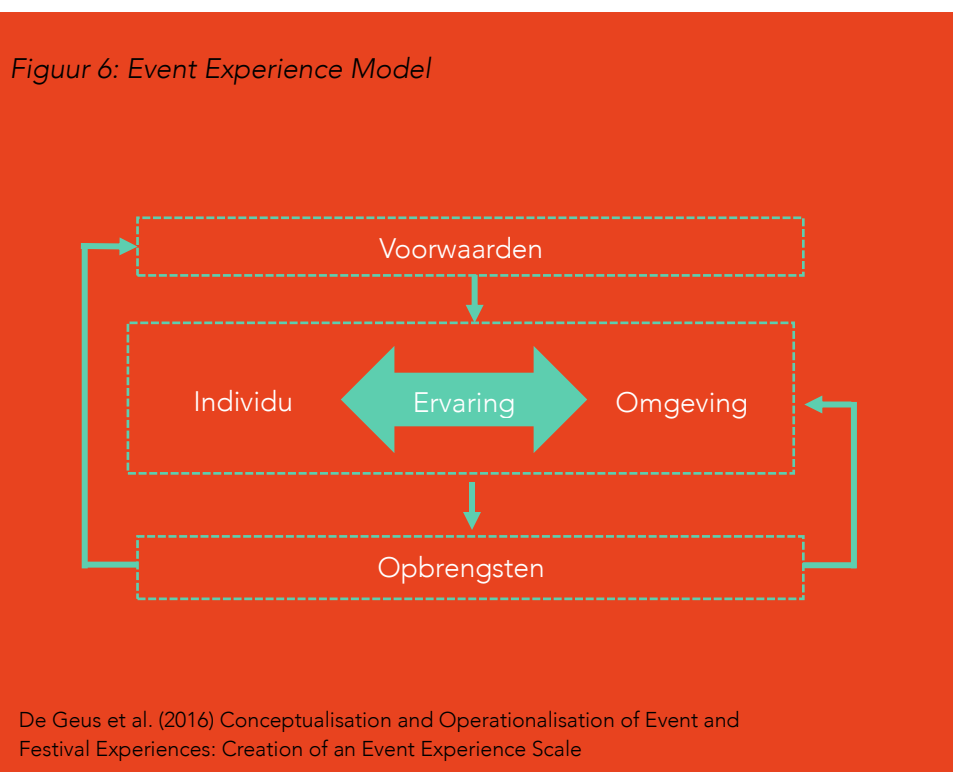 Figuur 6: Event Experience Model
Voorwaarden
Individu
Ervaring
Omgeving
Opbrengsten
De Geus et al. (2016) Conceptualisation and Operationalisation of Event and
Festival Experiences: Creation of an Event Experience Scale